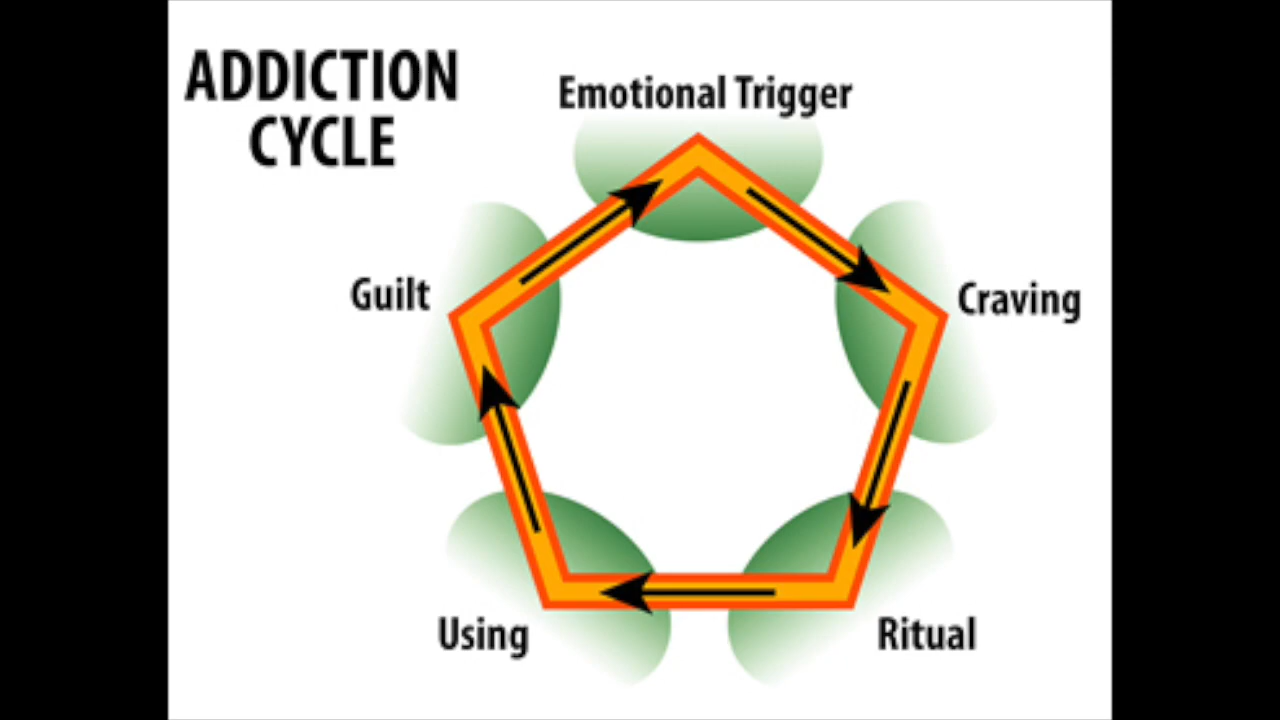 ADDICTION
CYCLE
Emotional Trigger
Guilt
Craving
Using
Ritual